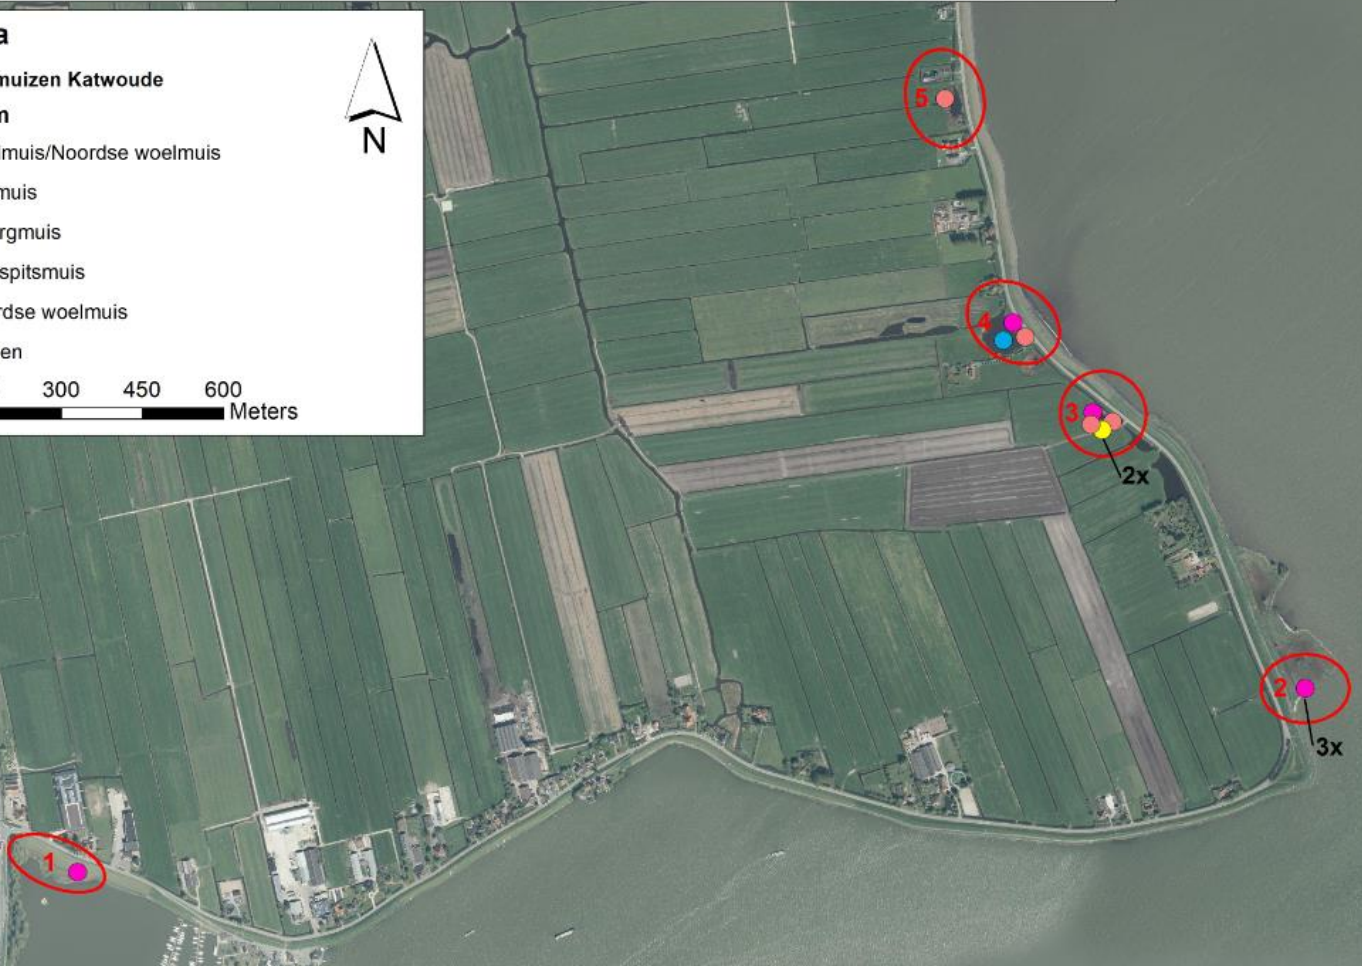 a
muizen Katwoude
n
lmuis/Noordse woelmuis
muis
rgmuis
spitsmuis
rdse woelmuis
en
300 450 600
Meters
N
5
4
3
2x
2
3x
1